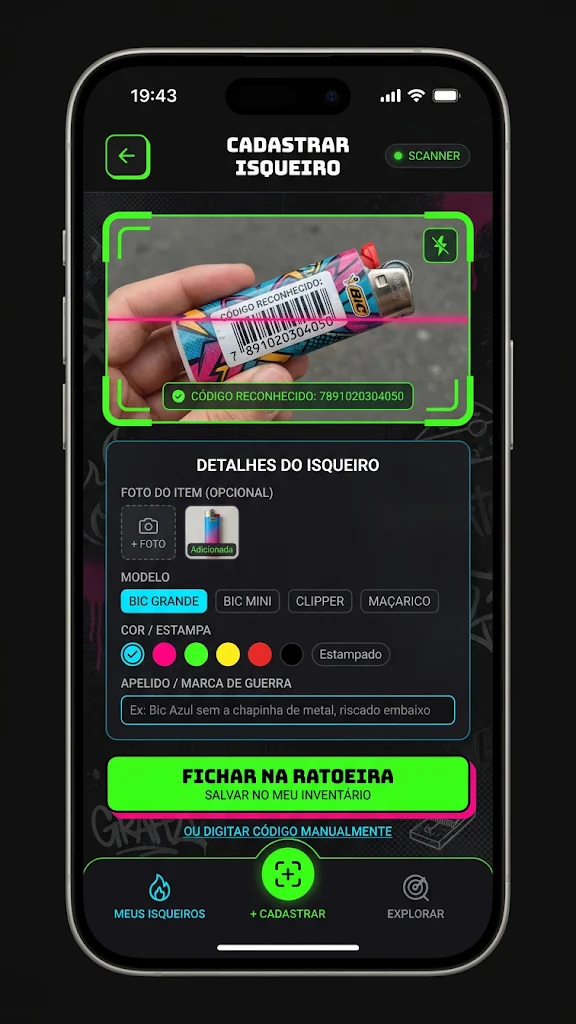 19:43
CADASTRAR
ISQUEIRO
SCANNER
CÓDIGO RECONHECIDO:
7 891020304050
BIC
CÓDIGO RECONHECIDO: 7891020304050
DETALHES DO ISQUEIRO
FOTO DO ITEM (OPCIONAL)
+ FOTO
Adicionada
MODELO
BIC GRANDE
BIC MINI
CLIPPER
MAÇARICO
COR / ESTAMPA
Estampado
APELIDO / MARCA DE GUERRA
Ex: Bic Azul sem a chapinha de metal, riscado embaixo
FICHAR NA RATOEIRA
SALVAR NO MEU INVENTÁRIO
OU DIGITAR CÓDIGO MANUALMENTE
MEUS ISQUEIROS
+ CADASTRAR
EXPLORAR